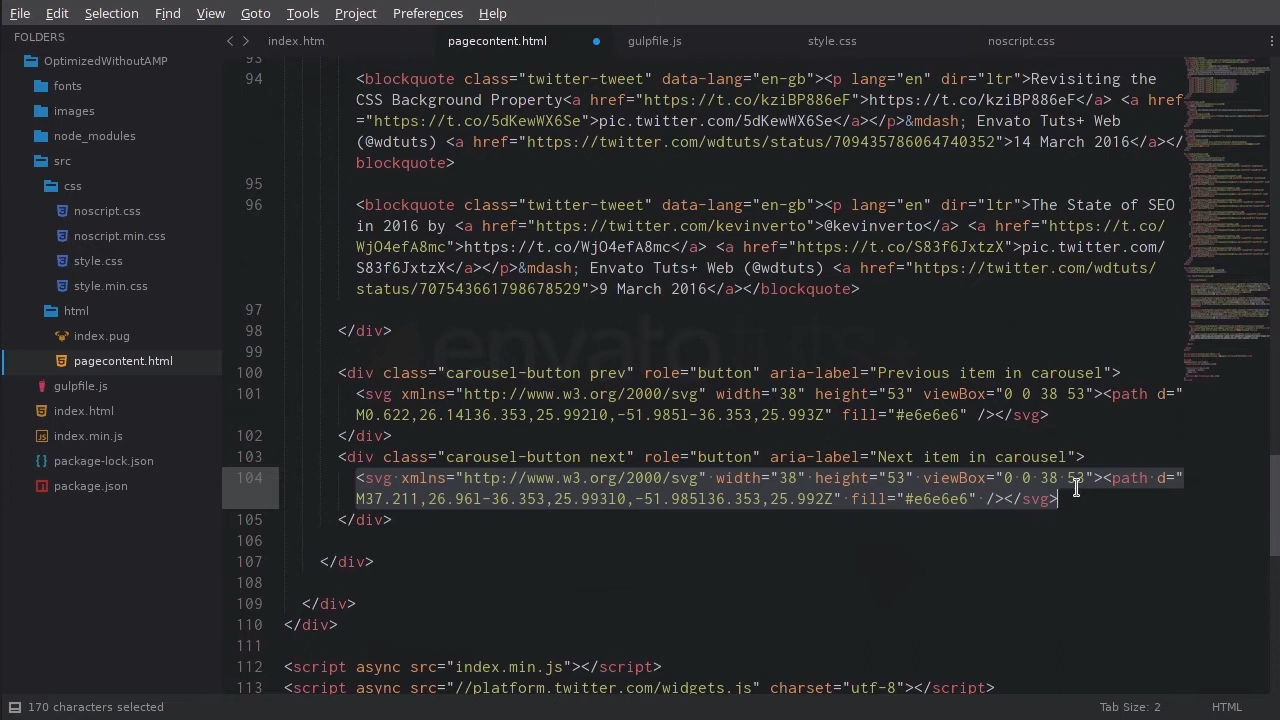 File Edit Selection Find View Goto Tools Project Preferences Help
FOLDERS
index.htm pagecontent.html gulpfile.js style.css noscript.css
OptimizedWithoutAMP
fonts
images
node_modules
src
css
noscript.css
noscript.min.css
style.css
style.min.css
html
index.pug
pagecontent.html
gulpfile.js
index.html
index.min.js
package-lock.json
package.json
93
94 <blockquote class="twitter-tweet" data-lang="en-gb"><p lang="en" dir="ltr">Revisiting the
CSS Background Property<a href="https://t.co/kziBP886eF">https://t.co/kziBP886eF</a> <a href
="https://t.co/5dKewWX6Se">pic.twitter.com/5dKewWX6Se</a></p>&mdash; Envato Tuts+ Web
(@wdtuts) <a href="https://twitter.com/wdtuts/status/709435786064740352">14 March 2016</a></
blockquote>
95
96 <blockquote class="twitter-tweet" data-lang="en-gb"><p lang="en" dir="ltr">The State of SEO
in 2016 by <a href="https://twitter.com/kevinverto">@kevinverto</a> <a href="https://t.co/
WjO4efA8mc">https://t.co/WjO4efA8mc</a> <a href="https://t.co/S83f6JxtzX">pic.twitter.com/
S83f6JxtzX</a></p>&mdash; Envato Tuts+ Web (@wdtuts) <a href="https://twitter.com/wdtuts/
status/707543661738678529">9 March 2016</a></blockquote>
97
98 </div>
99
100 <div class="carousel-button prev" role="button" aria-label="Previous item in carousel">
101 <svg xmlns="http://www.w3.org/2000/svg" width="38" height="53" viewBox="0 0 38 53"><path d="
M0.622,26.14l36.353,25.992l0,-51.985l-36.353,25.993Z" fill="#e6e6e6" /></svg>
102 </div>
103 <div class="carousel-button next" role="button" aria-label="Next item in carousel">
104 <svg xmlns="http://www.w3.org/2000/svg" width="38" height="53" viewBox="0 0 38 53"><path d="
M37.211,26.96l-36.353,25.993l0,-51.985l36.353,25.992Z" fill="#e6e6e6" /></svg>
105 </div>
106
107 </div>
108
109 </div>
110 </div>
111
112 <script async src="index.min.js"></script>
113 <script async src="//platform.twitter.com/widgets.js" charset="utf-8"></script>
170 characters selected Tab Size: 2 HTML